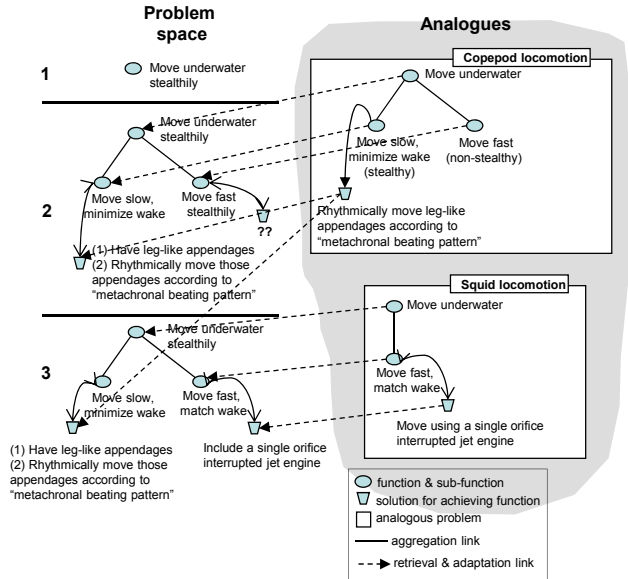 Problem
space
Analogues
1
Move underwater
stealthily
Copepod locomotion
Move underwater
Move slow,
minimize wake
(stealthy)
Move fast
(non-stealthy)
Rhythmically move leg-like
appendages according to
“metachronal beating pattern”
2
Move underwater
stealthily
Move slow,
minimize wake
Move fast
stealthily
??
(1) Have leg-like appendages
(2) Rhythmically move those
appendages according to
“metachronal beating pattern”
Squid locomotion
Move underwater
Move fast,
match wake
Move using a single orifice
interrupted jet engine
3
Move underwater
stealthily
Move slow,
minimize wake
Move fast,
match wake
(1) Have leg-like appendages
(2) Rhythmically move those
appendages according to
“metachronal beating pattern”
Include a single orifice
interrupted jet engine
function & sub-function
solution for achieving function
analogous problem
aggregation link
retrieval & adaptation link